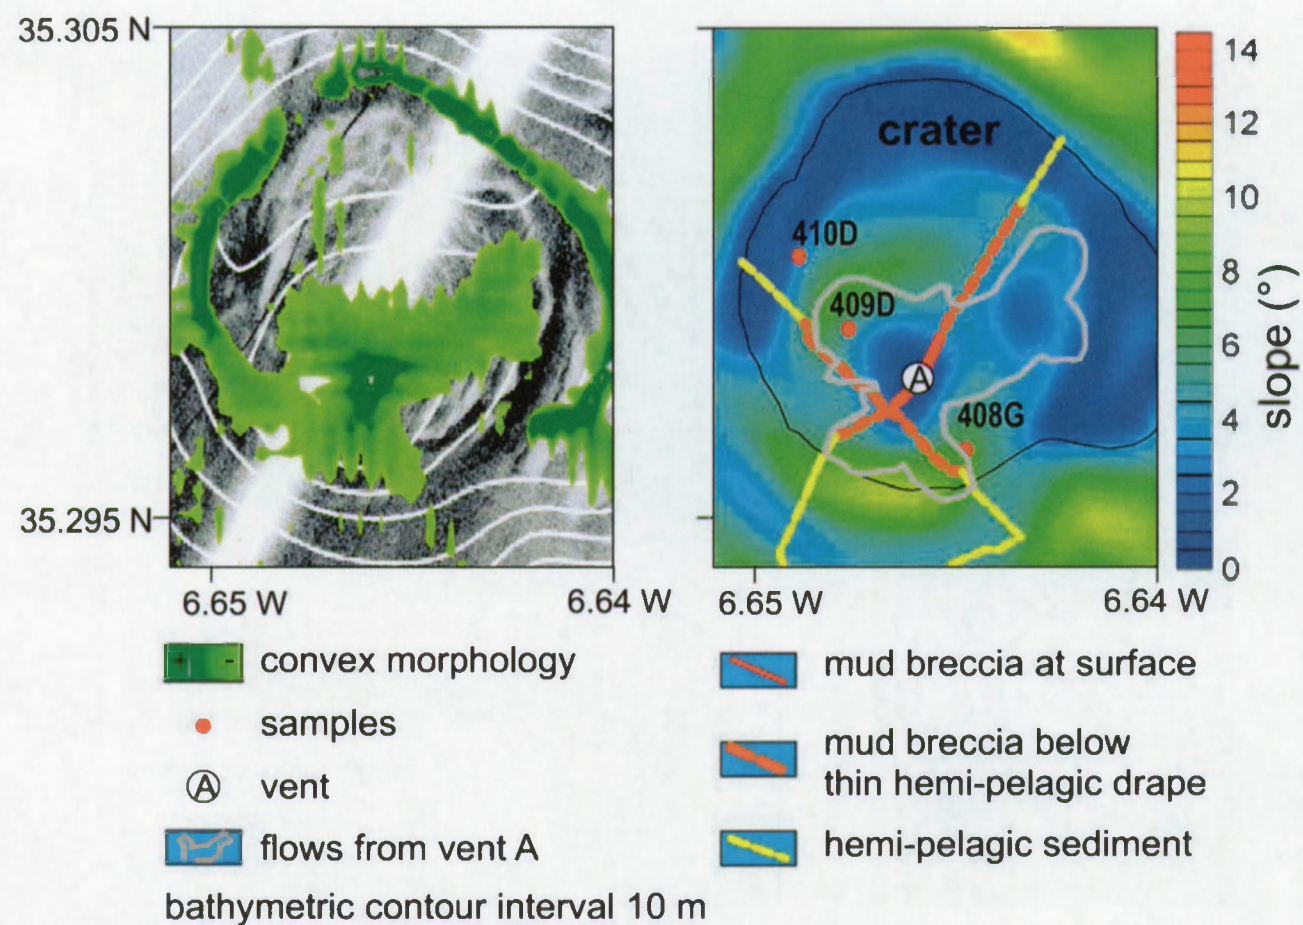 35.305 N
35.295 N
6.65 W
6.64 W
crater
410D
409D
A
408G
6.65 W
6.64 W
14
12
10
8
6
4
2
0
slope (°)
+ -
convex morphology
samples
A
vent
flows from vent A
bathymetric contour interval 10 m
mud breccia at surface
mud breccia below
thin hemi-pelagic drape
hemi-pelagic sediment